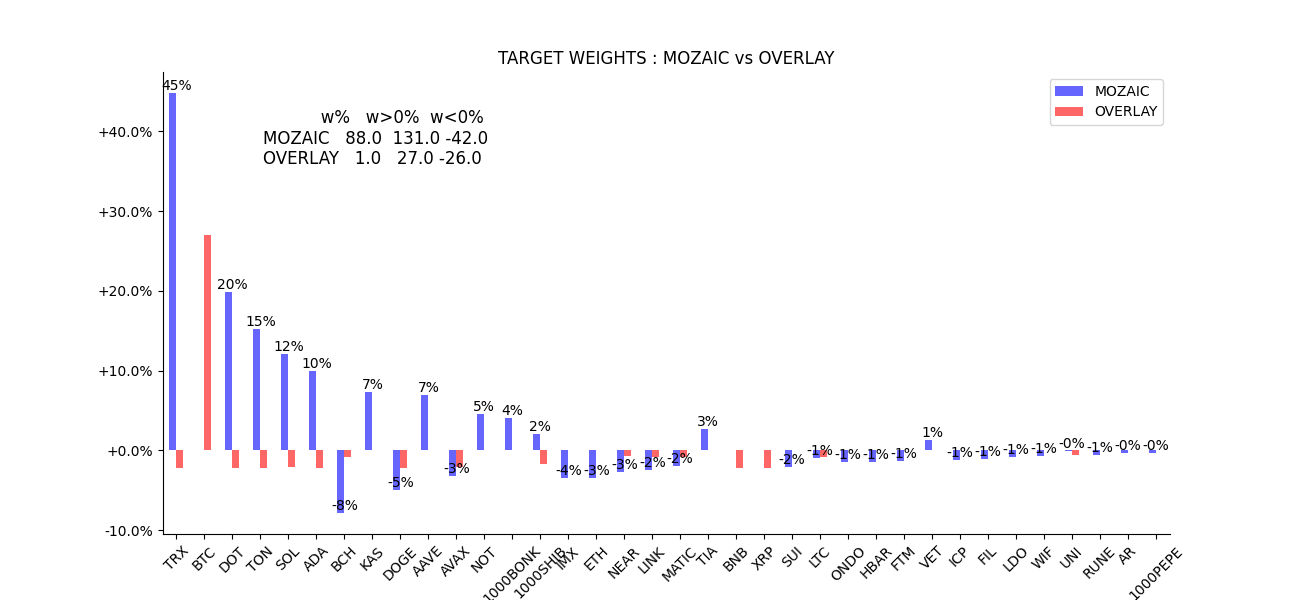 TARGET WEIGHTS : MOZAIC vs OVERLAY
MOZAIC
OVERLAY
w% w>0% w<0%
MOZAIC 88.0 131.0 -42.0
OVERLAY 1.0 27.0 -26.0
+40.0%
+30.0%
+20.0%
+10.0%
+0.0%
-10.0%
45%
20%
15%
12%
10%
-8%
7%
-5%
7%
-3%
5%
4%
2%
-4%
-3%
-3%
-2%
-2%
3%
-2%
-1%
-1%
-1%
-1%
1%
-1%
-1%
-1%
-1%
-0%
-1%
-0%
-0%
TRX
BTC
DOT
TON
SOL
ADA
BCH
KAS
DOGE
AAVE
AVAX
NOT
1000BONK
1000SHIB
IMX
ETH
NEAR
LINK
MATIC
TIA
BNB
XRP
SUI
LTC
ONDO
HBAR
FTM
VET
ICP
FIL
LDO
WIF
UNI
RUNE
AR
1000PEPE